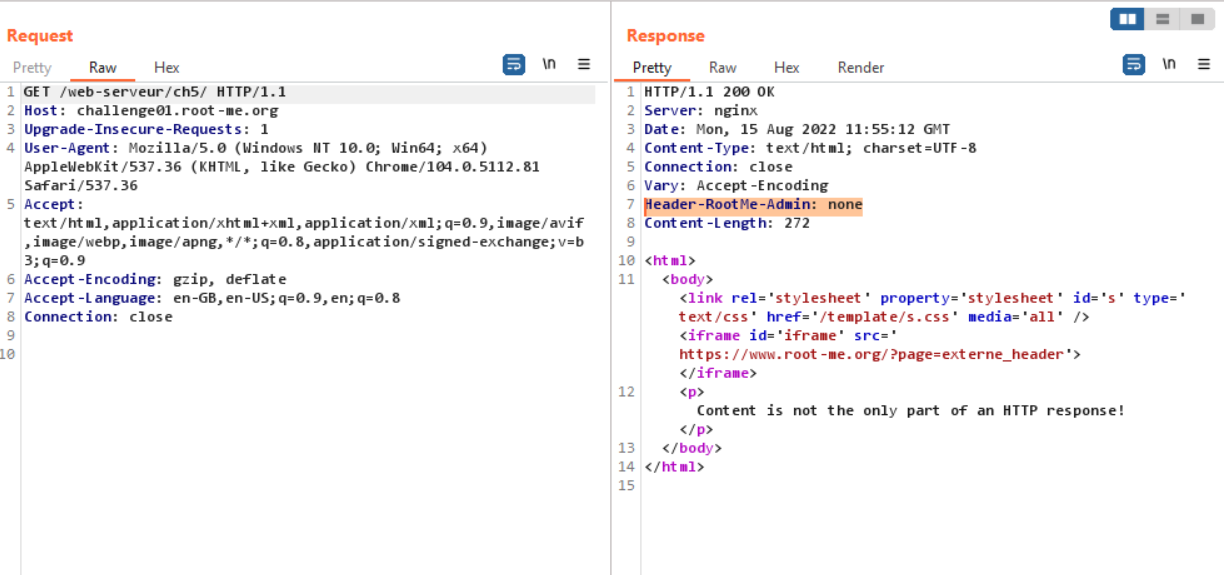 Request
Pretty Raw Hex \n
1 GET /web-serveur/ch5/ HTTP/1.1
2 Host: challenge01.root-me.org
3 Upgrade-Insecure-Requests: 1
4 User-Agent: Mozilla/5.0 (Windows NT 10.0; Win64; x64)
AppleWebKit/537.36 (KHTML, like Gecko) Chrome/104.0.5112.81
Safari/537.36
5 Accept:
text/html,application/xhtml+xml,application/xml;q=0.9,image/avif
,image/webp,image/apng,*/*;q=0.8,application/signed-exchange;v=b
3;q=0.9
6 Accept-Encoding: gzip, deflate
7 Accept-Language: en-GB,en-US;q=0.9,en;q=0.8
8 Connection: close
9
10
Response
Pretty Raw Hex Render \n
1 HTTP/1.1 200 OK
2 Server: nginx
3 Date: Mon, 15 Aug 2022 11:55:12 GMT
4 Content-Type: text/html; charset=UTF-8
5 Connection: close
6 Vary: Accept-Encoding
7 Header-RootMe-Admin: none
8 Content-Length: 272
9
10 <html>
11 <body>
<link rel='stylesheet' property='stylesheet' id='s' type='
text/css' href='/template/s.css' media='all' />
<iframe id='iframe' src='
https://www.root-me.org/?page=externe_header'>
</iframe>
12 <p>
Content is not the only part of an HTTP response!
</p>
13 </body>
14 </html>
15